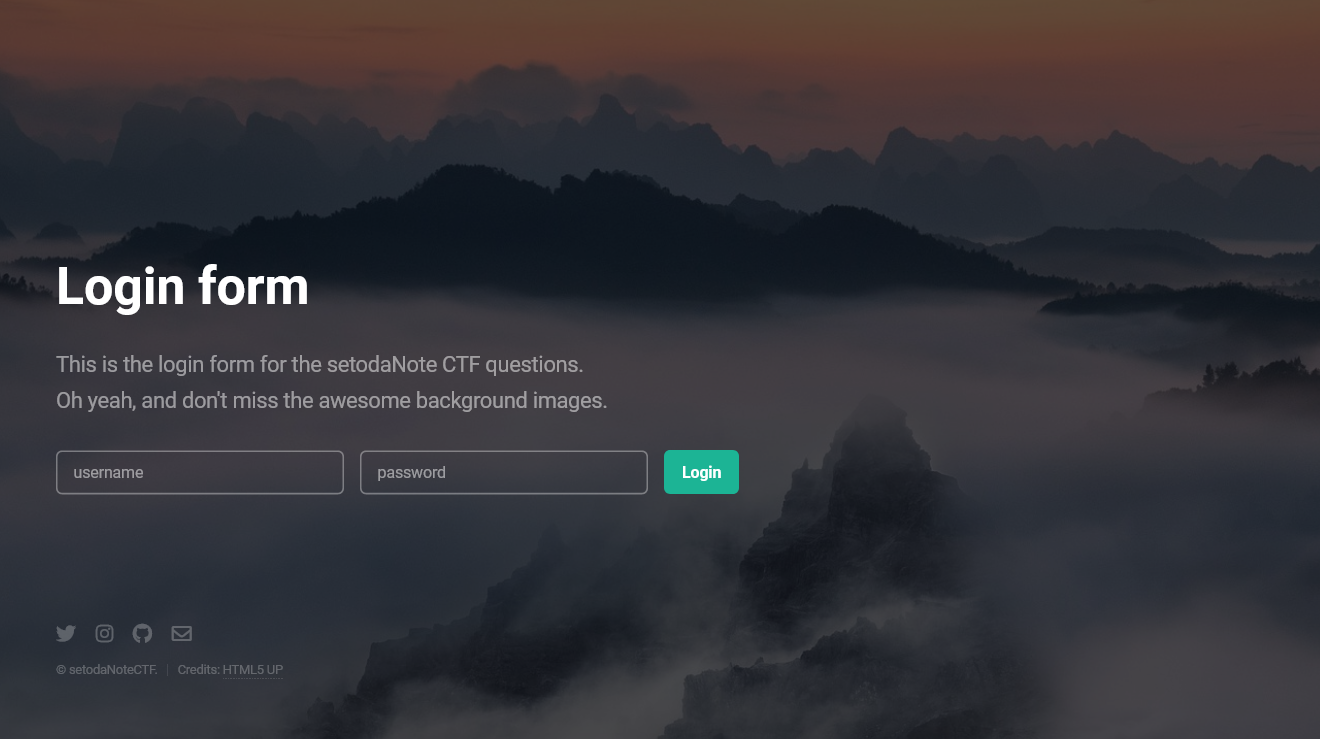 Login form
This is the login form for the setodaNote CTF questions.
Oh yeah, and don't miss the awesome background images.
username password Login
© setodaNoteCTF. Credits: HTML5 UP